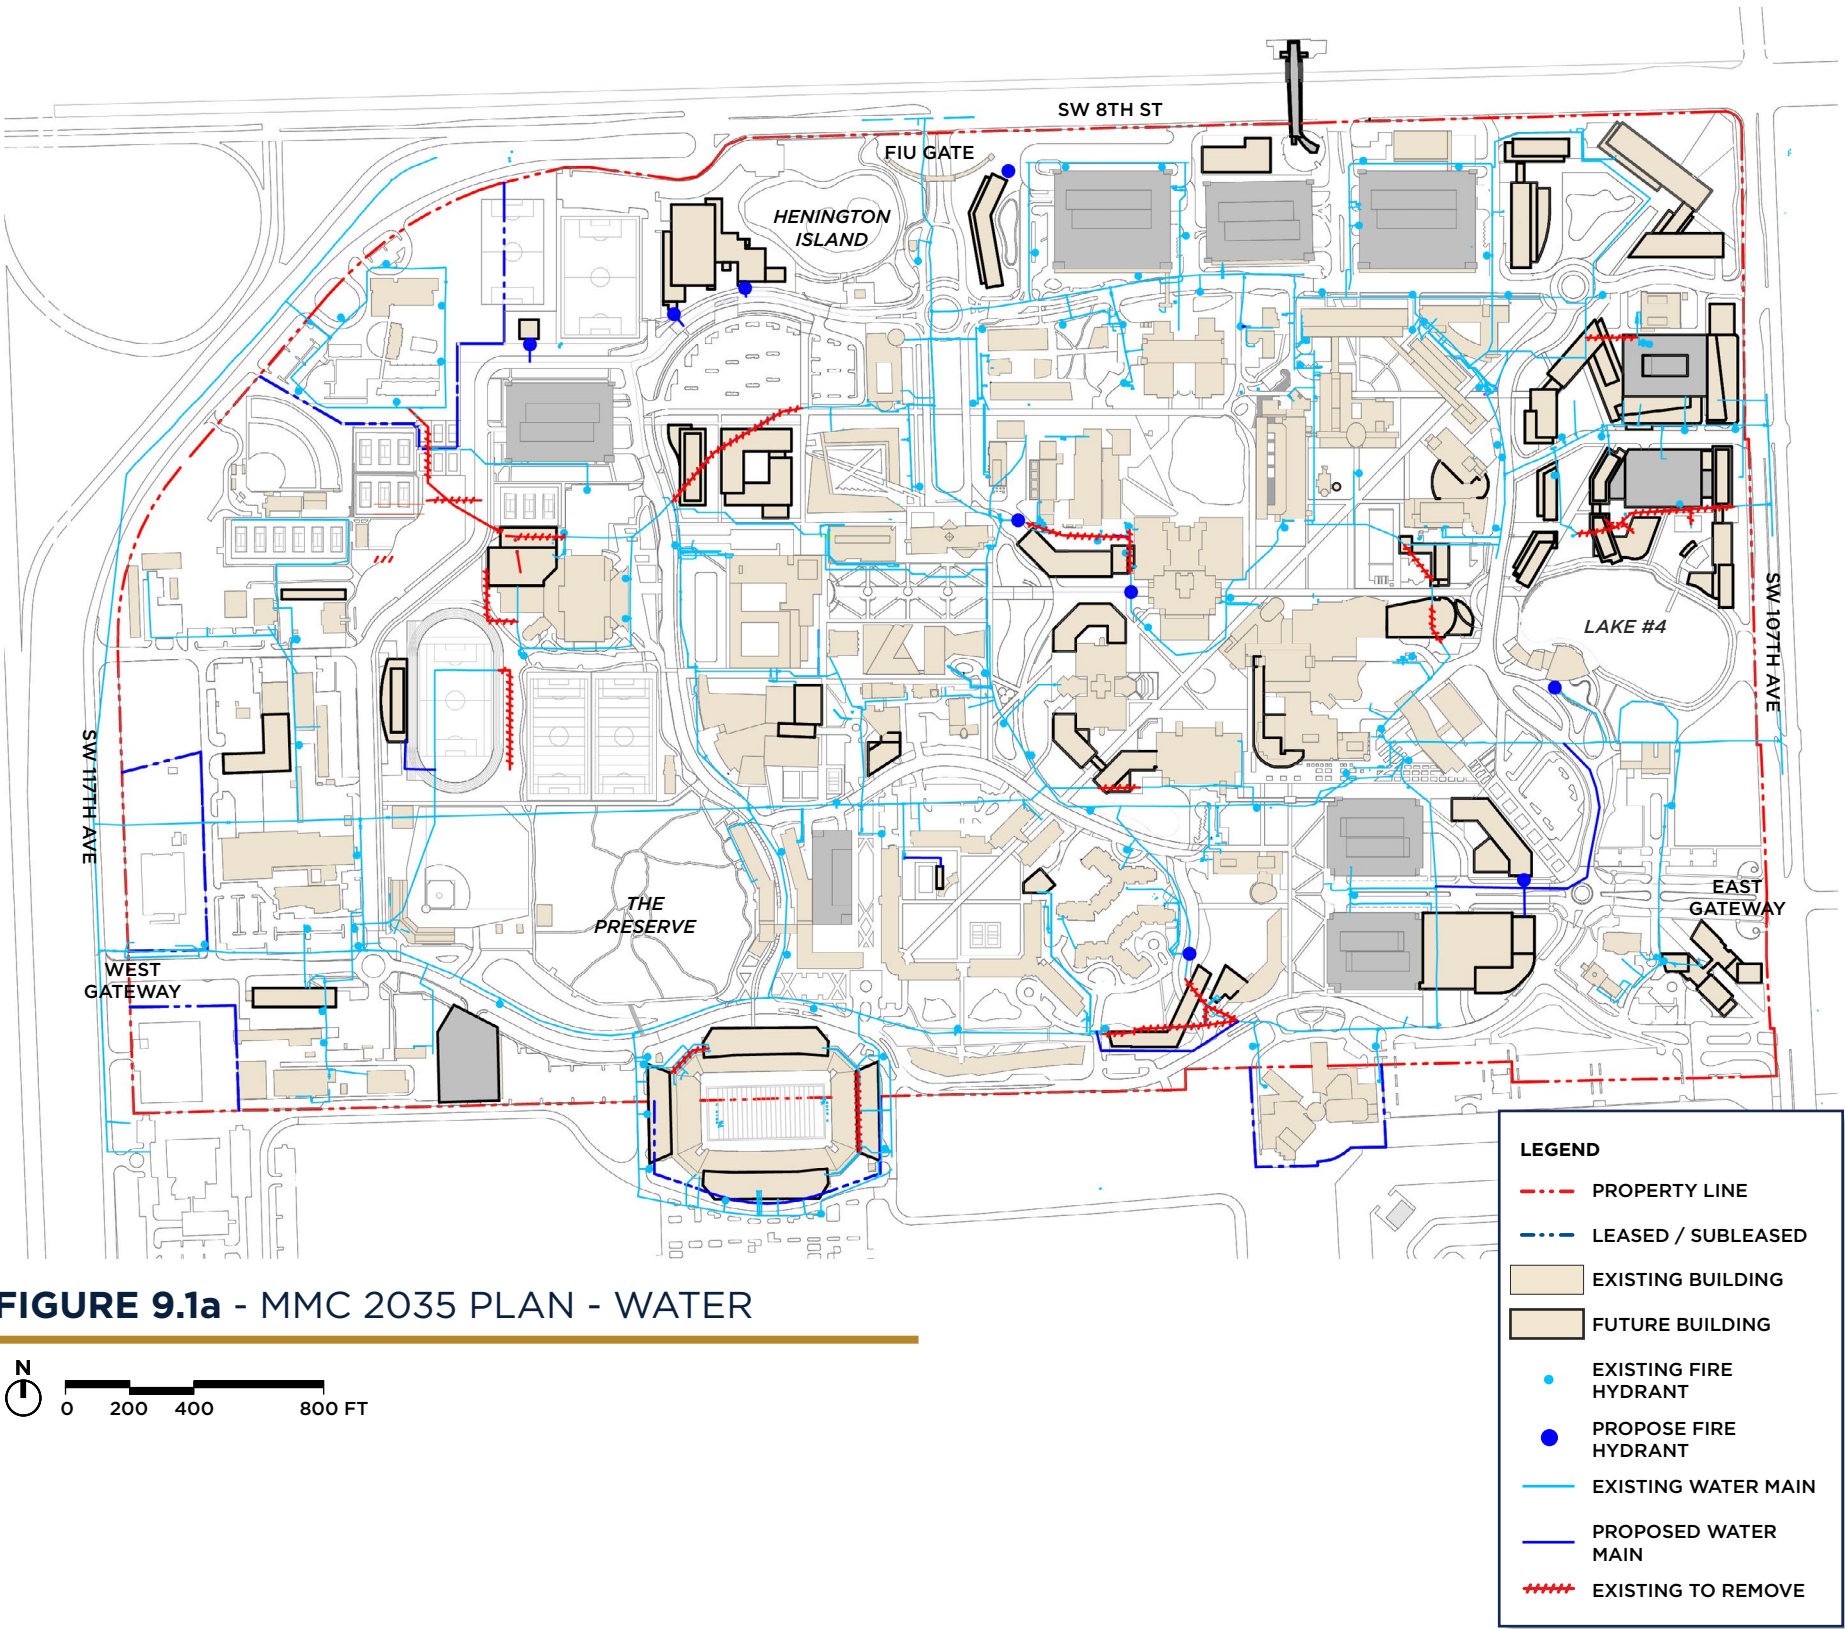 SW 8TH ST
FIU GATE
HENINGTON
ISLAND
LAKE #4
SW 107TH AVE
SW 117TH AVE
THE
PRESERVE
EAST
GATEWAY
WEST
GATEWAY
LEGEND
PROPERTY LINE
LEASED / SUBLEASED
EXISTING BUILDING
FUTURE BUILDING
EXISTING FIRE
HYDRANT
PROPOSE FIRE
HYDRANT
EXISTING WATER MAIN
PROPOSED WATER
MAIN
EXISTING TO REMOVE
FIGURE 9.1a - MMC 2035 PLAN - WATER
N
0 200 400 800 FT